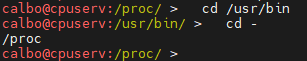 calbo@cpuserv:/proc/ >   cd /usr/bin
calbo@cpuserv:/usr/bin/ >   cd -
/proc
calbo@cpuserv:/proc/ >